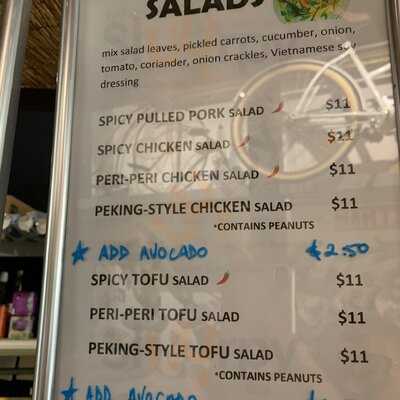 SALADS
mix salad leaves, pickled carrots, cucumber, onion,
tomato, coriander, onion crackles, Vietnamese soy
dressing
SPICY PULLED PORK SALAD $11
SPICY CHICKEN SALAD $11
PERI-PERI CHICKEN SALAD $11
PEKING-STYLE CHICKEN SALAD $11
*CONTAINS PEANUTS
★ ADD AVOCADO $2.50
SPICY TOFU SALAD $11
PERI-PERI TOFU SALAD $11
PEKING-STYLE TOFU SALAD $11
*CONTAINS PEANUTS
★ ADD AVOCADO